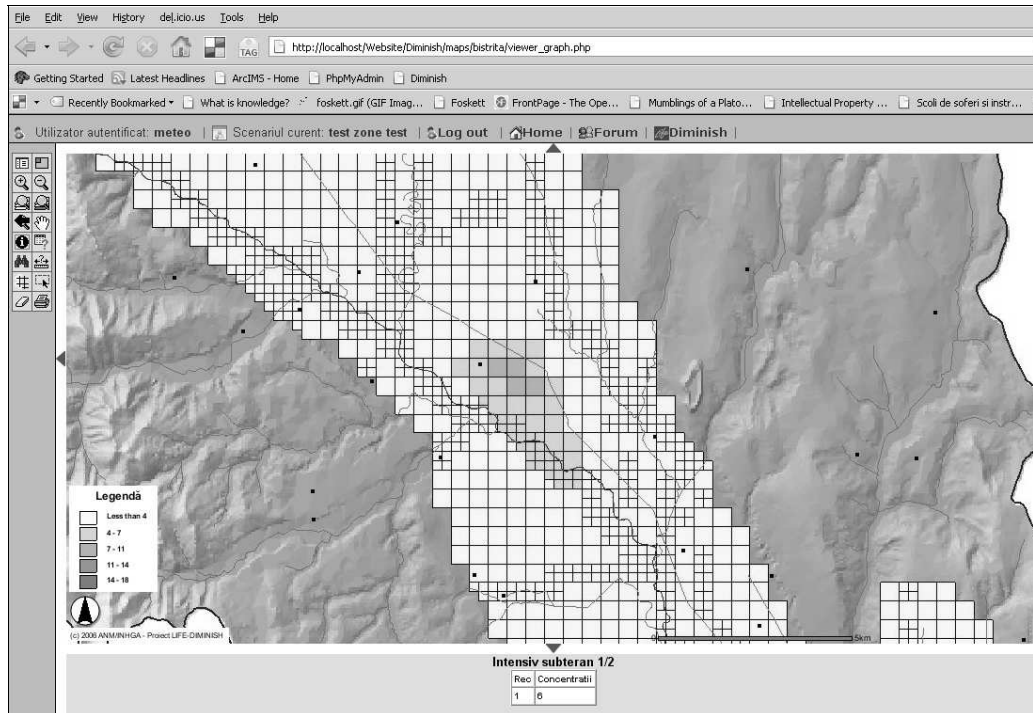 File Edit View History del.icio.us Tools Help
TAG http://localhost/Website/Diminish/maps/bistrita/viewer_graph.php
Getting Started Latest Headlines ArcIMS - Home PhpMyAdmin Diminish
Recently Bookmarked What is knowledge? foskett.gif (GIF Imag... Foskett FrontPage - The Ope... Mumblings of a Plato... Intellectual Property ... Scoli de soferi si instr...
Utilizator autentificat: meteo | Scenariul curent: test zone test | Log out | Home | Forum | Diminish |
Legendă
Less than 4
4 - 7
7 - 11
11 - 14
14 - 18
(c) 2006 ANM/INHGA - Proiect LIFE-DIMINISH
0 5km
Intensiv subteran 1/2
Rec Concentratii
1 6